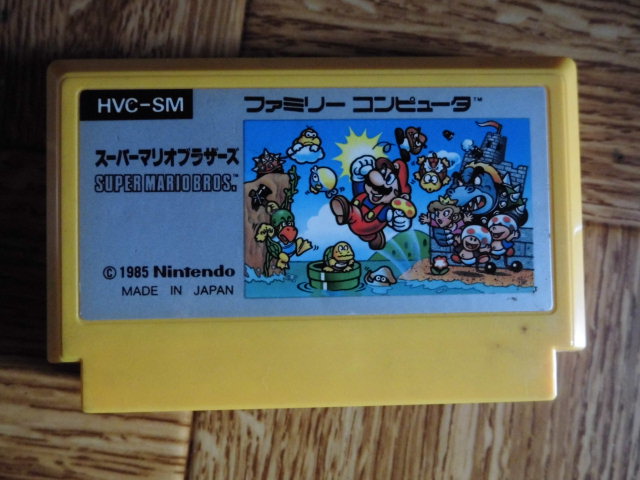 HVC-SM
ファミリー コンピュータ™
スーパーマリオブラザーズ
SUPER MARIO BROS.™
© 1985 Nintendo
MADE IN JAPAN